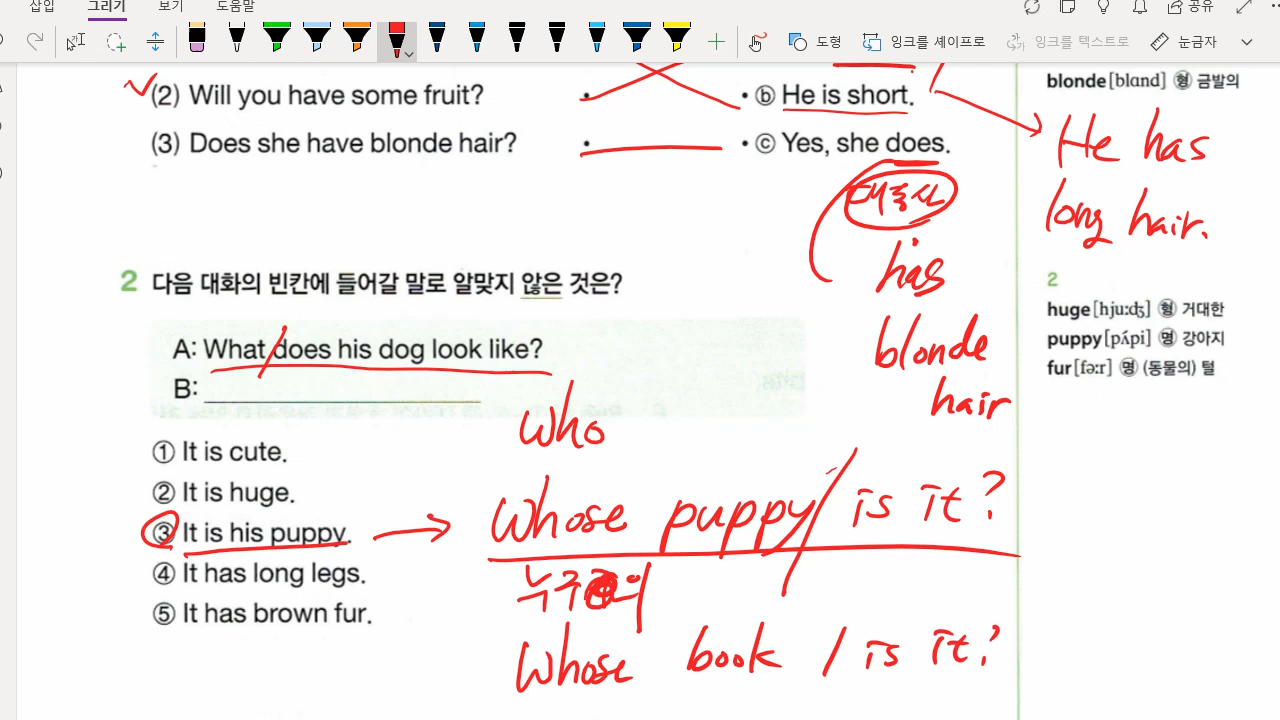 삽입 그리기 보기 도움말 공유
도형 잉크를 셰이프로 잉크를 텍스트로 눈금자
(2) Will you have some fruit? • • ⓑ He is short.
(3) Does she have blonde hair? • • ⓒ Yes, she does.
대동사
has
blonde
hair
blonde [blɑnd] 형 금발의
He has
long hair.
2 다음 대화의 빈칸에 들어갈 말로 알맞지 않은 것은?
A: What / does his dog look like?
B:
① It is cute.
② It is huge.
③ It is his puppy.
④ It has long legs.
⑤ It has brown fur.
who
Whose puppy / is it?
누구의
Whose book / is it?
2
huge [hju:dʒ] 형 거대한
puppy [pʌ́pi] 명 강아지
fur [fə:r] 명 (동물의) 털